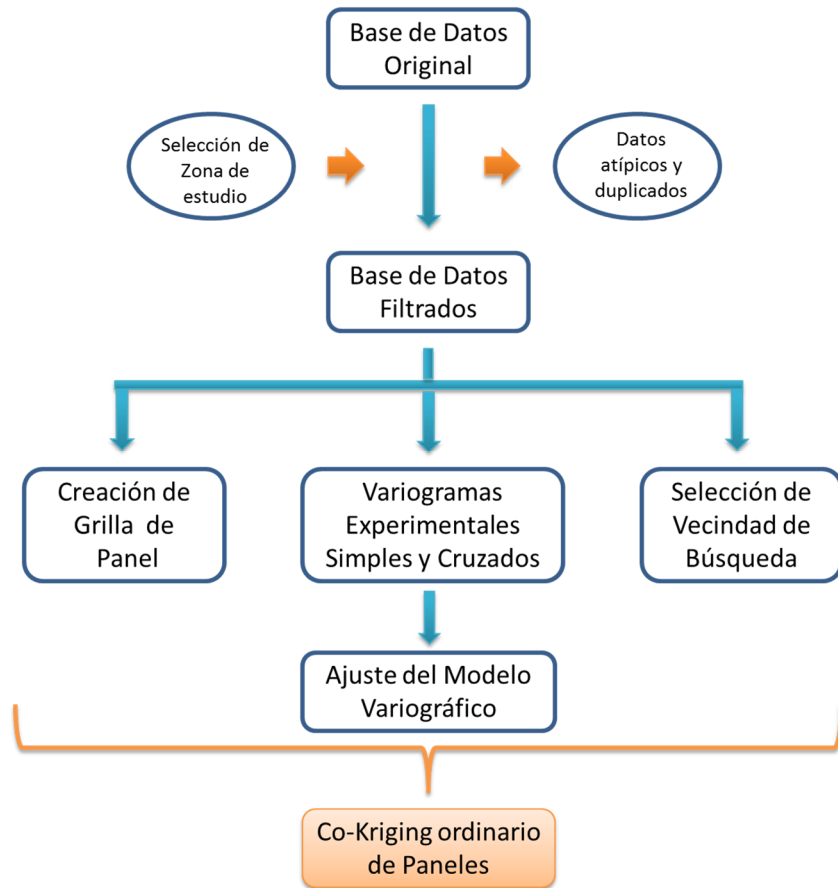 Base de Datos
Original
Selección de
Zona de
estudio
Datos
atípicos y
duplicados
Base de Datos
Filtrados
Creación de
Grilla de
Panel
Variogramas
Experimentales
Simples y Cruzados
Selección de
Vecindad de
Búsqueda
Ajuste del Modelo
Variográfico
Co-Kriging ordinario
de Paneles